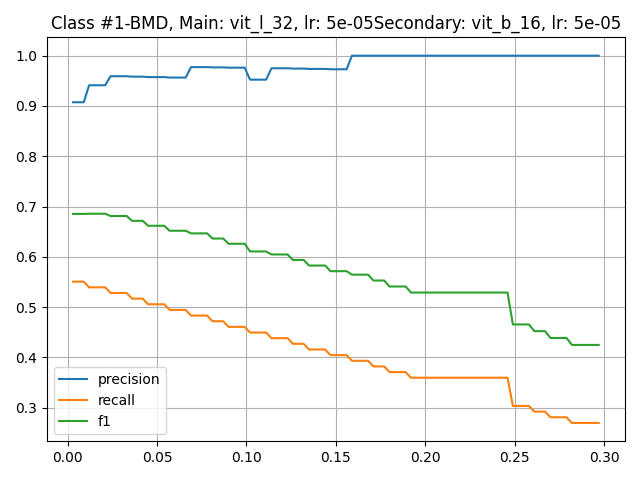 Class #1-BMD, Main: vit_l_32, lr: 5e-05Secondary: vit_b_16, lr: 5e-05
1.0
0.9
0.8
0.7
0.6
0.5
0.4
0.3
precision
recall
f1
0.00 0.05 0.10 0.15 0.20 0.25 0.30